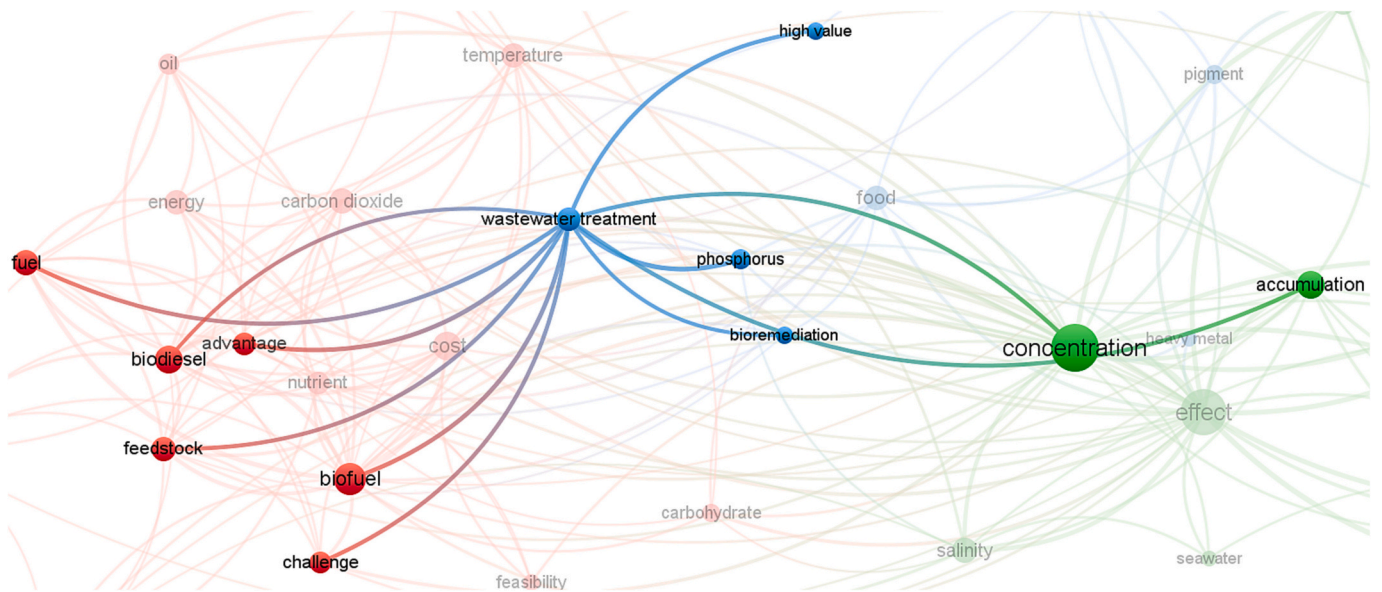 high value
oil
temperature
pigment
energy
carbon dioxide
food
wastewater treatment
fuel
phosphorus
accumulation
bioremediation
heavy metal
advantage
cost
concentration
biodiesel
nutrient
effect
feedstock
biofuel
carbohydrate
salinity
seawater
challenge
feasibility